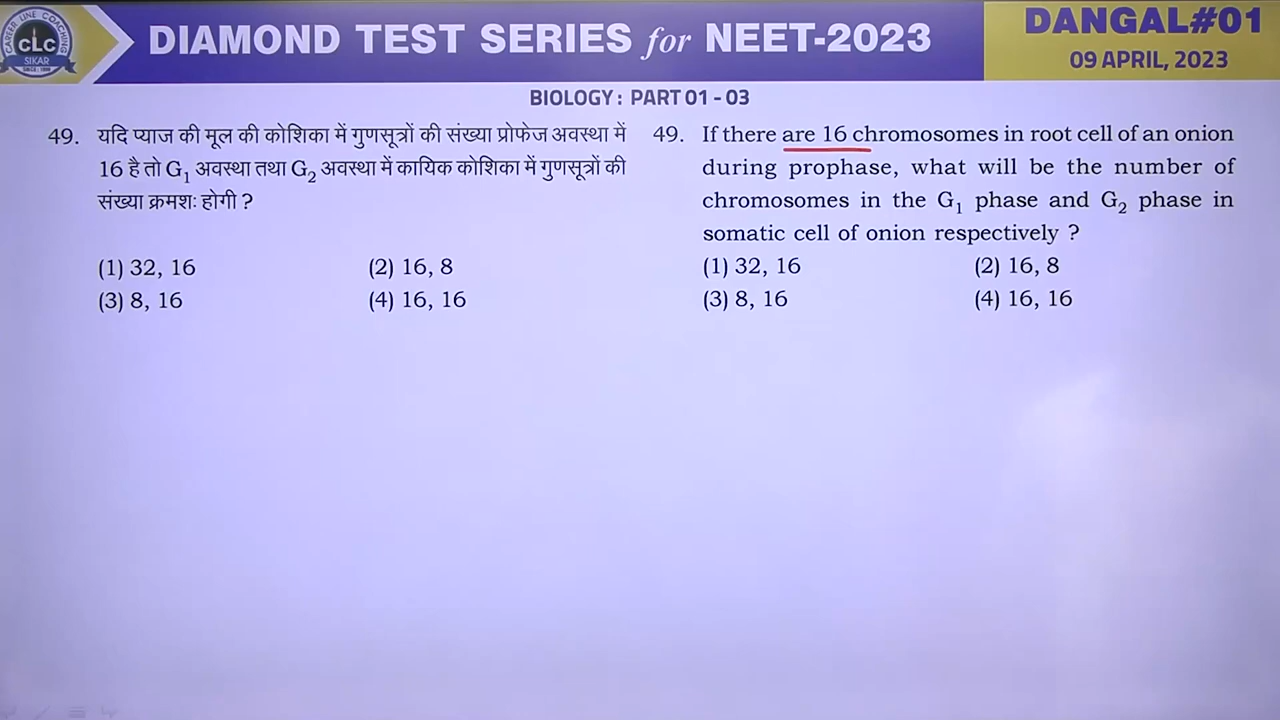 CAREER LINE COACHING
CLC
SIKAR
DIAMOND TEST SERIES for NEET-2023
DANGAL#01
09 APRIL, 2023
BIOLOGY : PART 01 - 03
49. यदि प्याज की मूल की कोशिका में गुणसूत्रों की संख्या प्रोफेज अवस्था में
16 है तो G₁ अवस्था तथा G₂ अवस्था में कायिक कोशिका में गुणसूत्रों की
संख्या क्रमशः होगी ?
(1) 32, 16 (2) 16, 8
(3) 8, 16 (4) 16, 16
49. If there are 16 chromosomes in root cell of an onion
during prophase, what will be the number of
chromosomes in the G₁ phase and G₂ phase in
somatic cell of onion respectively ?
(1) 32, 16 (2) 16, 8
(3) 8, 16 (4) 16, 16